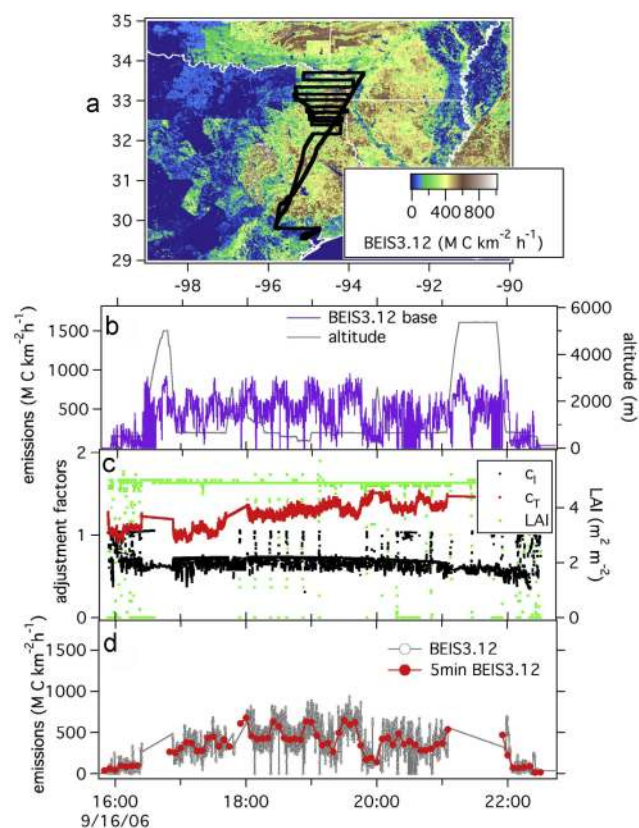 a
35
34
33
32
31
30
29
0 400 800
BEIS3.12 (M C km-2 h-1)
-98 -96 -94 -92 -90
b
emissions (M C km-2h-1)
1500
1000
500
BEIS3.12 base
altitude
6000
4000
2000
0
altitude (m)
c
adjustment factors
2
1
0
cI
cT
LAI
4
2
0
LAI (m2 m-2)
d
emissions (M C km-2h-1)
1500
1000
500
0
BEIS3.12
5min BEIS3.12
16:00 18:00 20:00 22:00
9/16/06